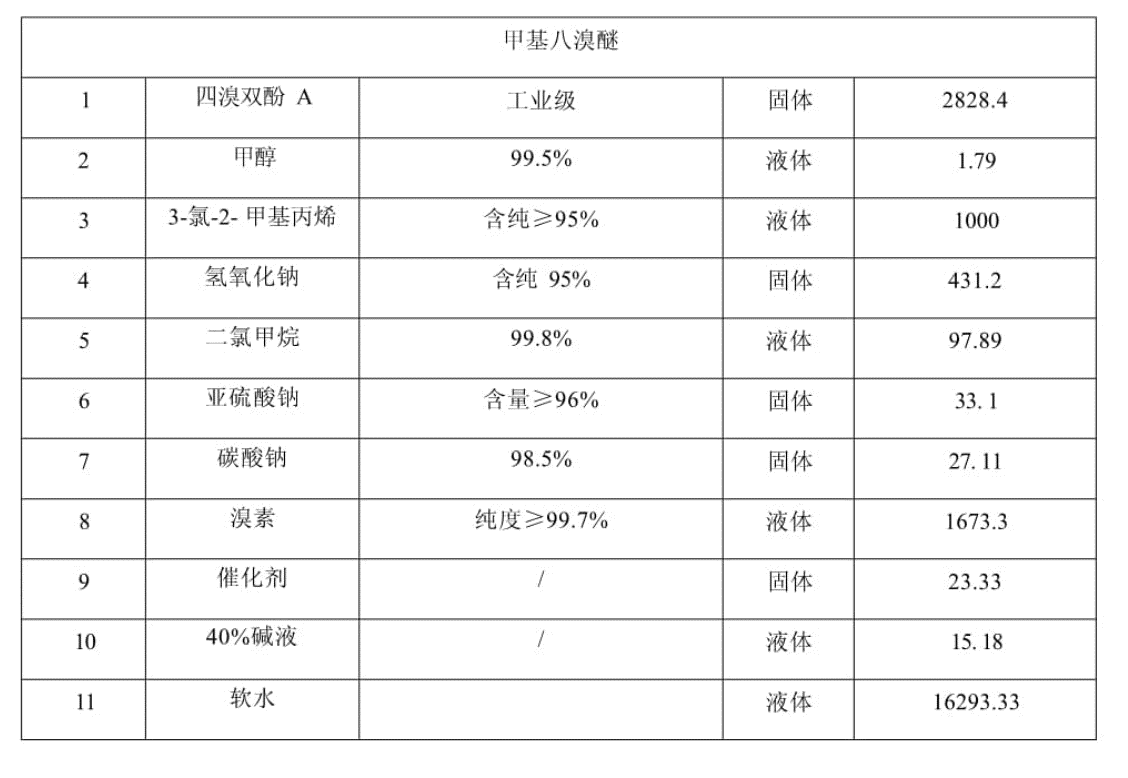 甲基八溴醚
1 四溴双酚 A 工业级 固体 2828.4
2 甲醇 99.5% 液体 1.79
3 3-氯-2- 甲基丙烯 含纯≥95% 液体 1000
4 氢氧化钠 含纯 95% 固体 431.2
5 二氯甲烷 99.8% 液体 97.89
6 亚硫酸钠 含量≥96% 固体 33. 1
7 碳酸钠 98.5% 固体 27. 11
8 溴素 纯度≥99.7% 液体 1673.3
9 催化剂 / 固体 23.33
10 40%碱液 / 液体 15. 18
11 软水 液体 16293.33